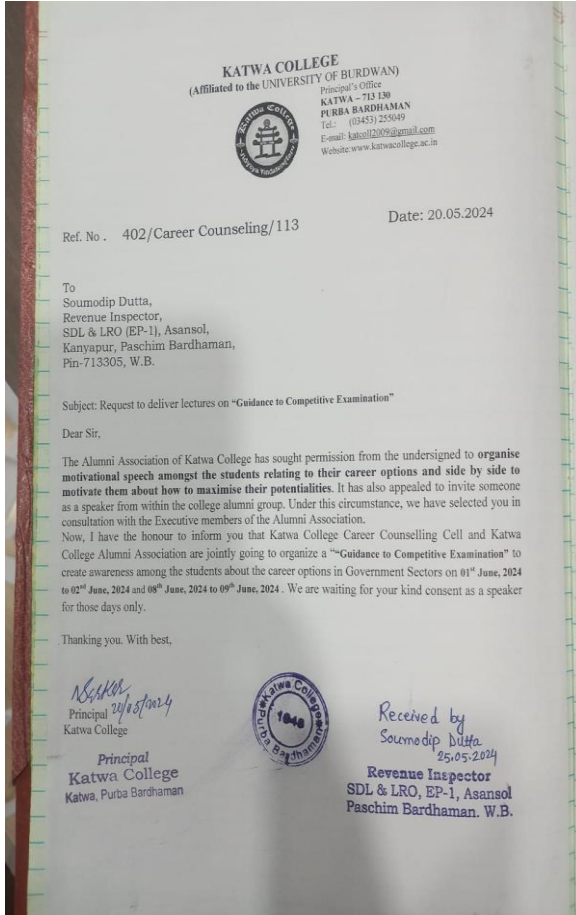 KATWA COLLEGE
(Affiliated to the UNIVERSITY OF BURDWAN)
Principal's Office
KATWA – 713 130
PURBA BARDHAMAN
Tel.: (03453) 255049
E-mail: katcoll2009@gmail.com
Website:www.katwacollege.ac.in
Katwa College
Ref. No . 402/Career Counseling/113
Date: 20.05.2024
To
Soumodip Dutta,
Revenue Inspector,
SDL & LRO (EP-1), Asansol,
Kanyapur, Paschim Bardhaman,
Pin-713305, W.B.
Subject: Request to deliver lectures on “Guidance to Competitive Examination”
Dear Sir,
The Alumni Association of Katwa College has sought permission from the undersigned to organise
motivational speech amongst the students relating to their career options and side by side to
motivate them about how to maximise their potentialities. It has also appealed to invite someone
as a speaker from within the college alumni group. Under this circumstance, we have selected you in
consultation with the Executive members of the Alumni Association.
Now, I have the honour to inform you that Katwa College Career Counselling Cell and Katwa
College Alumni Association are jointly going to organize a "“Guidance to Competitive Examination” to
create awareness among the students about the career options in Government Sectors on 01st June, 2024
to 02nd June, 2024 and 08th June, 2024 to 09th June, 2024 . We are waiting for your kind consent as a speaker
for those days only.
Thanking you. With best,
20/05/2024
Principal
Katwa College
Principal
Katwa College
Katwa, Purba Bardhaman
Katwa College
1948
Purba Bardhaman
Received by
Soumodip Dutta
25.05.2024
Revenue Inspector
SDL & LRO, EP-1, Asansol
Paschim Bardhaman. W.B.